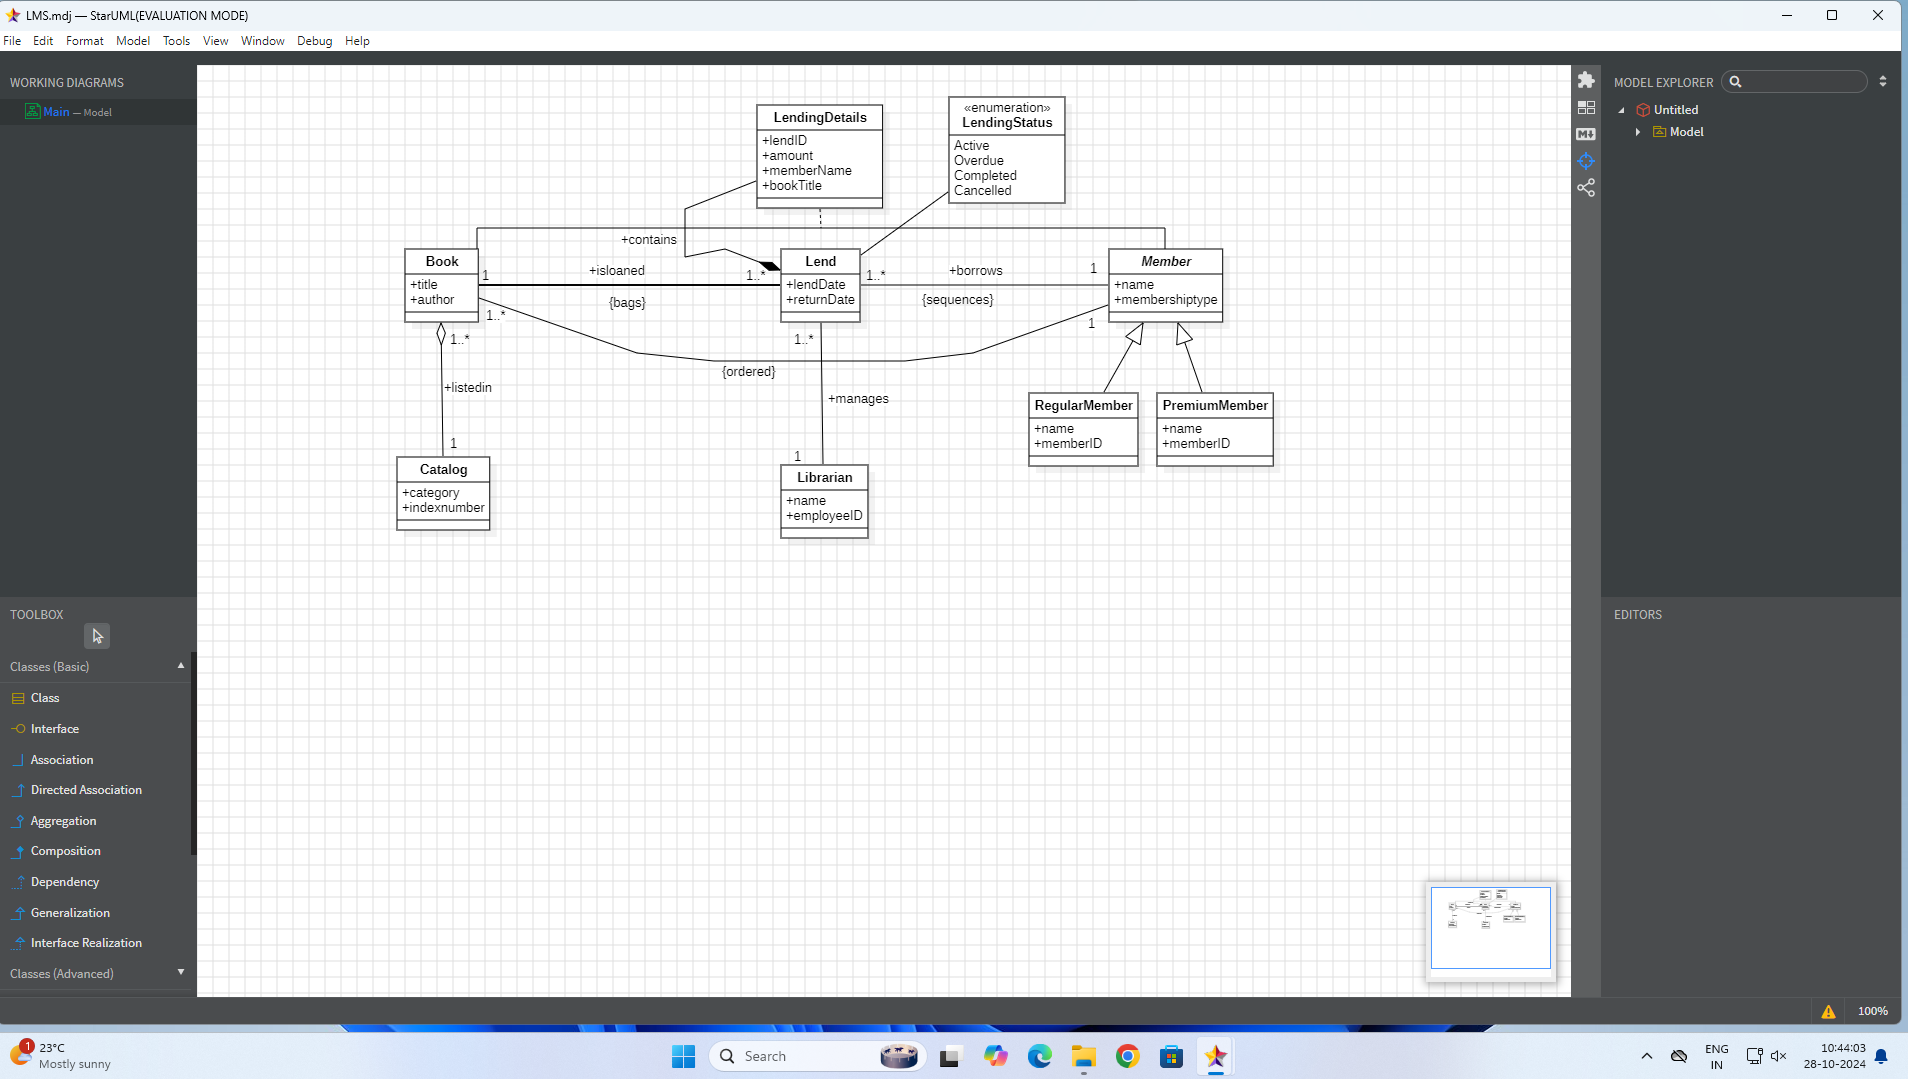 LMS.mdj — StarUML(EVALUATION MODE)
File Edit Format Model Tools View Window Debug Help
WORKING DIAGRAMS
Main — Model
TOOLBOX
Classes (Basic)
Class
Interface
Association
Directed Association
Aggregation
Composition
Dependency
Generalization
Interface Realization
Classes (Advanced)
LendingDetails
+lendID
+amount
+memberName
+bookTitle
«enumeration»
LendingStatus
Active
Overdue
Completed
Cancelled
+contains
Book
+title
+author
1
+isloaned
1..*
{bags}
Lend
+lendDate
+returnDate
1..*
+borrows
1
{sequences}
Member
+name
+membershiptype
1..*
1
{ordered}
1..*
+listedin
1
1..*
+manages
1
RegularMember
+name
+memberID
PremiumMember
+name
+memberID
Catalog
+category
+indexnumber
Librarian
+name
+employeeID
MODEL EXPLORER
Untitled
Model
EDITORS
100%
1
23°C
Mostly sunny
Search
ENG
IN
10:44:03
28-10-2024